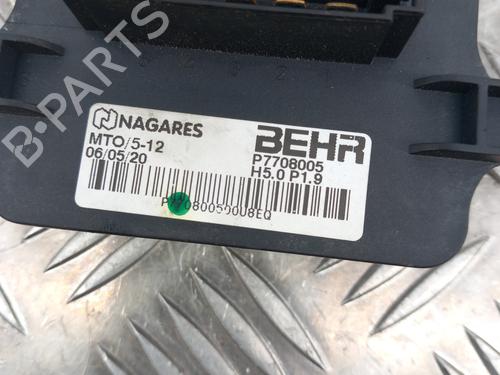 B-PARTS
NAGARES
BEHR
MTO/5-12
06/05/20
P7708005
H5.0 P1.9